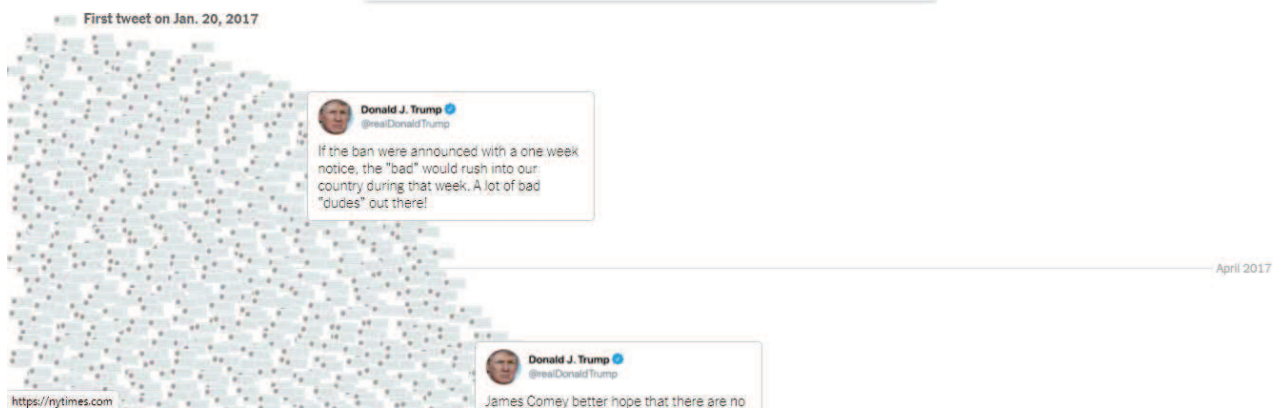 First tweet on Jan. 20, 2017
Donald J. Trump
@realDonaldTrump
If the ban were announced with a one week
notice, the "bad" would rush into our
country during that week. A lot of bad
"dudes" out there!
April 2017
Donald J. Trump
@realDonaldTrump
James Comey better hope that there are no
https://nytimes.com